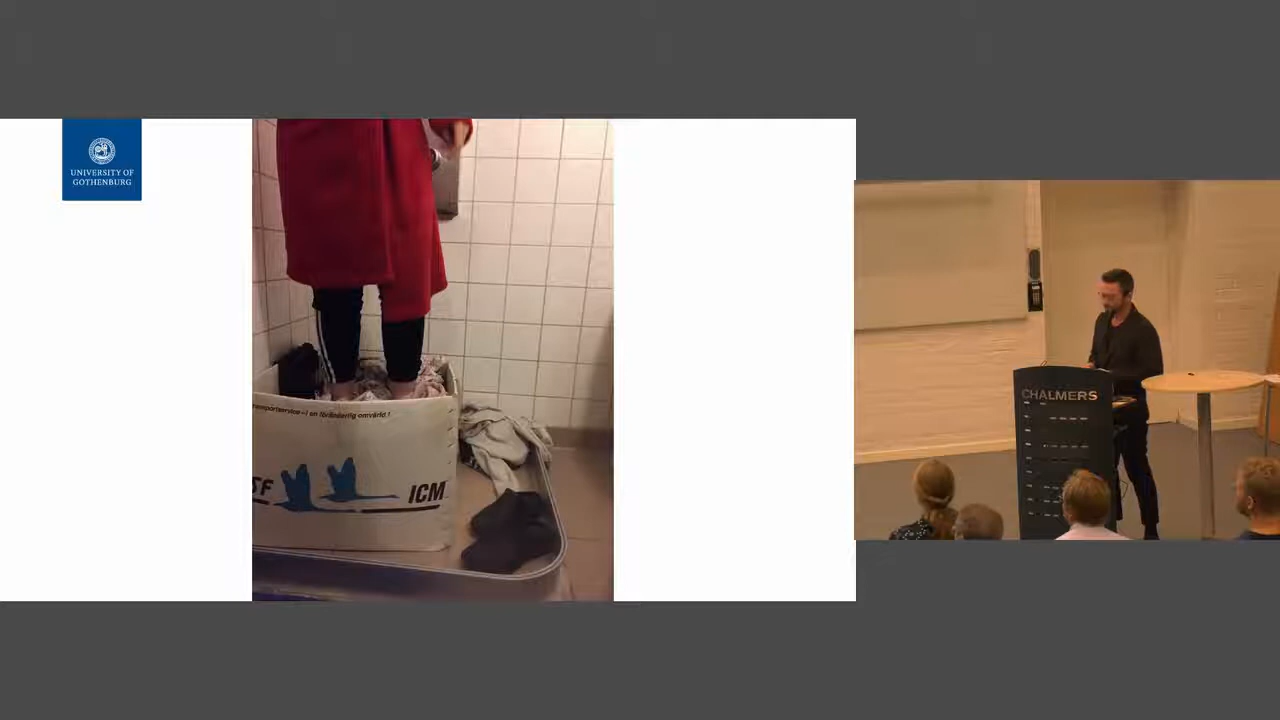 UNIVERSITY OF
GOTHENBURG
i en föränderlig omvärld!
SF
ICM
CHALMERS